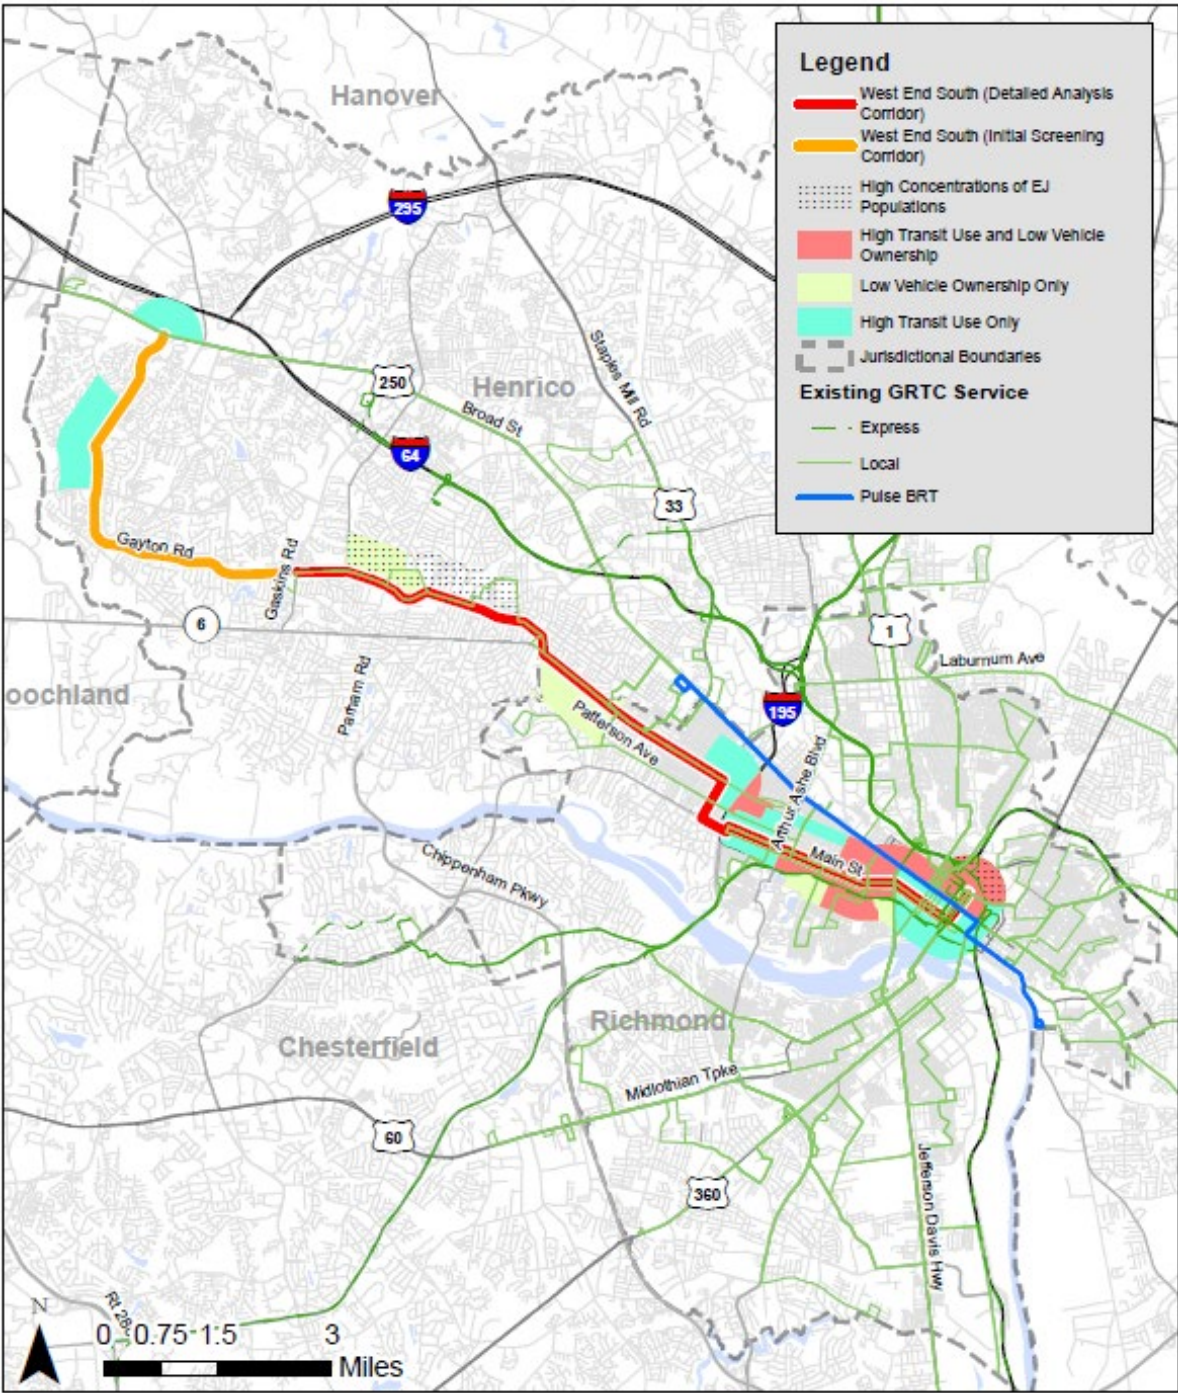 Legend
West End South (Detailed Analysis
Corridor)
West End South (Initial Screening
Corridor)
High Concentrations of EJ
Populations
High Transit Use and Low Vehicle
Ownership
Low Vehicle Ownership Only
High Transit Use Only
Jurisdictional Boundaries
Existing GRTC Service
Express
Local
Pulse BRT
Hanover
295
Staples Mill Rd
250
Henrico
Broad St
64
33
Gayton Rd
Gaskins Rd
6
1
Laburnum Ave
oochland
Parham Rd
195
Patterson Ave
Arthur Ashe Blvd
Main St
Chippenham Pkwy
Richmond
Chesterfield
Midlothian Tpke
60
Jefferson Davis Hwy
360
Rt 28
N
0 0.75 1.5 3
Miles